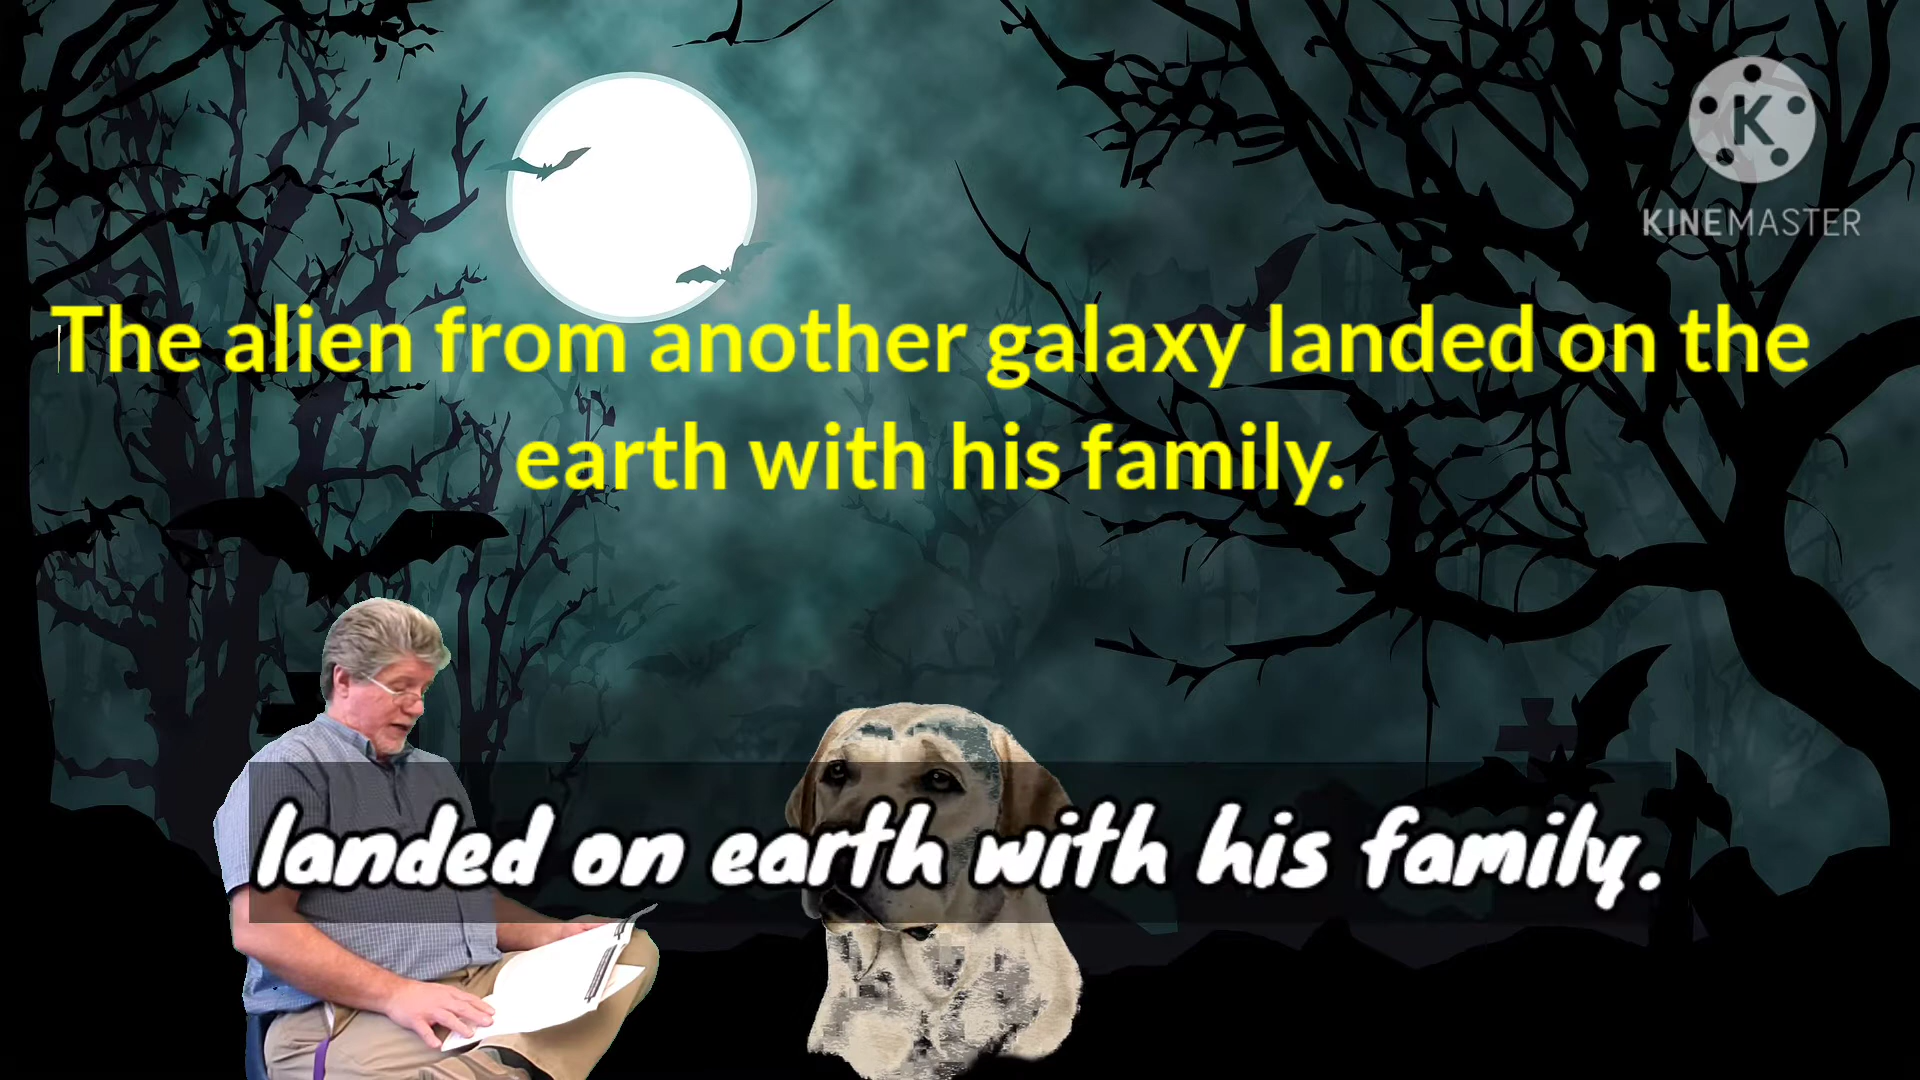 K
KINEMASTER
The alien from another galaxy landed on the
earth with his family.
landed on earth with his family.